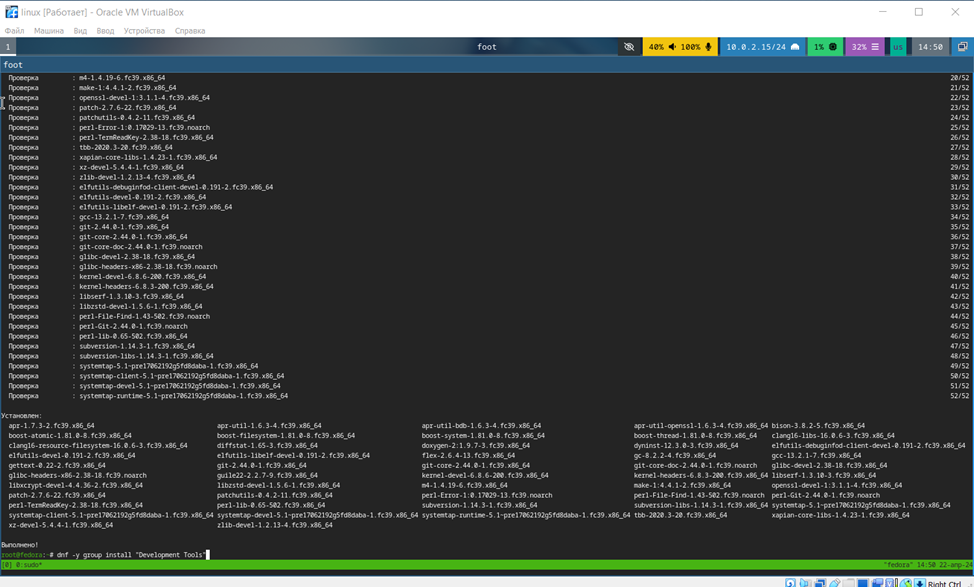 linux [Работает] - Oracle VM VirtualBox
Файл Машина Вид Ввод Устройства Справка
1 foot 40% 100% 10.0.2.15/24 1% 32% us 14:50
foot
Проверка : m4-1.4.19-6.fc39.x86_64 20/52
Проверка : make-1:4.4.1-2.fc39.x86_64 21/52
Проверка : openssl-devel-1:3.1.1-4.fc39.x86_64 22/52
Проверка : patch-2.7.6-22.fc39.x86_64 23/52
Проверка : patchutils-0.4.2-11.fc39.x86_64 24/52
Проверка : perl-Error-1:0.17029-13.fc39.noarch 25/52
Проверка : perl-TermReadKey-2.38-18.fc39.x86_64 26/52
Проверка : tbb-2020.3-20.fc39.x86_64 27/52
Проверка : xapian-core-libs-1.4.23-1.fc39.x86_64 28/52
Проверка : xz-devel-5.4.4-1.fc39.x86_64 29/52
Проверка : zlib-devel-1.2.13-4.fc39.x86_64 30/52
Проверка : elfutils-debuginfod-client-devel-0.191-2.fc39.x86_64 31/52
Проверка : elfutils-devel-0.191-2.fc39.x86_64 32/52
Проверка : elfutils-libelf-devel-0.191-2.fc39.x86_64 33/52
Проверка : gcc-13.2.1-7.fc39.x86_64 34/52
Проверка : git-2.44.0-1.fc39.x86_64 35/52
Проверка : git-core-2.44.0-1.fc39.x86_64 36/52
Проверка : git-core-doc-2.44.0-1.fc39.noarch 37/52
Проверка : glibc-devel-2.38-18.fc39.x86_64 38/52
Проверка : glibc-headers-x86-2.38-18.fc39.noarch 39/52
Проверка : kernel-devel-6.8.6-200.fc39.x86_64 40/52
Проверка : kernel-headers-6.8.3-200.fc39.x86_64 41/52
Проверка : libserf-1.3.10-3.fc39.x86_64 42/52
Проверка : libzstd-devel-1.5.6-1.fc39.x86_64 43/52
Проверка : perl-File-Find-1.43-502.fc39.noarch 44/52
Проверка : perl-Git-2.44.0-1.fc39.noarch 45/52
Проверка : perl-lib-0.65-502.fc39.x86_64 46/52
Проверка : subversion-1.14.3-1.fc39.x86_64 47/52
Проверка : subversion-libs-1.14.3-1.fc39.x86_64 48/52
Проверка : systemtap-5.1~pre17062192g5fd8daba-1.fc39.x86_64 49/52
Проверка : systemtap-client-5.1~pre17062192g5fd8daba-1.fc39.x86_64 50/52
Проверка : systemtap-devel-5.1~pre17062192g5fd8daba-1.fc39.x86_64 51/52
Проверка : systemtap-runtime-5.1~pre17062192g5fd8daba-1.fc39.x86_64 52/52
Установлен:
apr-1.7.3-2.fc39.x86_64 apr-util-1.6.3-4.fc39.x86_64 apr-util-bdb-1.6.3-4.fc39.x86_64 apr-util-openssl-1.6.3-4.fc39.x86_64 bison-3.8.2-5.fc39.x86_64
boost-atomic-1.81.0-8.fc39.x86_64 boost-filesystem-1.81.0-8.fc39.x86_64 boost-system-1.81.0-8.fc39.x86_64 boost-thread-1.81.0-8.fc39.x86_64 clang16-libs-16.0.6-3.fc39.x86_64
clang16-resource-filesystem-16.0.6-3.fc39.x86_64 diffstat-1.65-3.fc39.x86_64 doxygen-2:1.9.7-3.fc39.x86_64 dyninst-12.3.0-3.fc39.x86_64 elfutils-debuginfod-client-devel-0.191-2.fc39.x86_64
elfutils-devel-0.191-2.fc39.x86_64 elfutils-libelf-devel-0.191-2.fc39.x86_64 flex-2.6.4-13.fc39.x86_64 gc-8.2.2-4.fc39.x86_64 gcc-13.2.1-7.fc39.x86_64
gettext-0.22-2.fc39.x86_64 git-2.44.0-1.fc39.x86_64 git-core-2.44.0-1.fc39.x86_64 git-core-doc-2.44.0-1.fc39.noarch glibc-devel-2.38-18.fc39.x86_64
glibc-headers-x86-2.38-18.fc39.noarch guile22-2.2.7-9.fc39.x86_64 kernel-devel-6.8.6-200.fc39.x86_64 kernel-headers-6.8.3-200.fc39.x86_64 libserf-1.3.10-3.fc39.x86_64
libxcrypt-devel-4.4.36-2.fc39.x86_64 libzstd-devel-1.5.6-1.fc39.x86_64 m4-1.4.19-6.fc39.x86_64 make-1:4.4.1-2.fc39.x86_64 openssl-devel-1:3.1.1-4.fc39.x86_64
patch-2.7.6-22.fc39.x86_64 patchutils-0.4.2-11.fc39.x86_64 perl-Error-1:0.17029-13.fc39.noarch perl-File-Find-1.43-502.fc39.noarch perl-Git-2.44.0-1.fc39.noarch
perl-TermReadKey-2.38-18.fc39.x86_64 perl-lib-0.65-502.fc39.x86_64 subversion-1.14.3-1.fc39.x86_64 subversion-libs-1.14.3-1.fc39.x86_64 systemtap-5.1~pre17062192g5fd8daba-1.fc39.x86_64
systemtap-client-5.1~pre17062192g5fd8daba-1.fc39.x86_64 systemtap-devel-5.1~pre17062192g5fd8daba-1.fc39.x86_64 systemtap-runtime-5.1~pre17062192g5fd8daba-1.fc39.x86_64 tbb-2020.3-20.fc39.x86_64 xapian-core-libs-1.4.23-1.fc39.x86_64
xz-devel-5.4.4-1.fc39.x86_64 zlib-devel-1.2.13-4.fc39.x86_64
Выполнено!
root@fedora:~# dnf -y group install "Development Tools"
[0] 0:sudo* "fedora" 14:50 22-апр-24
Right Ctrl